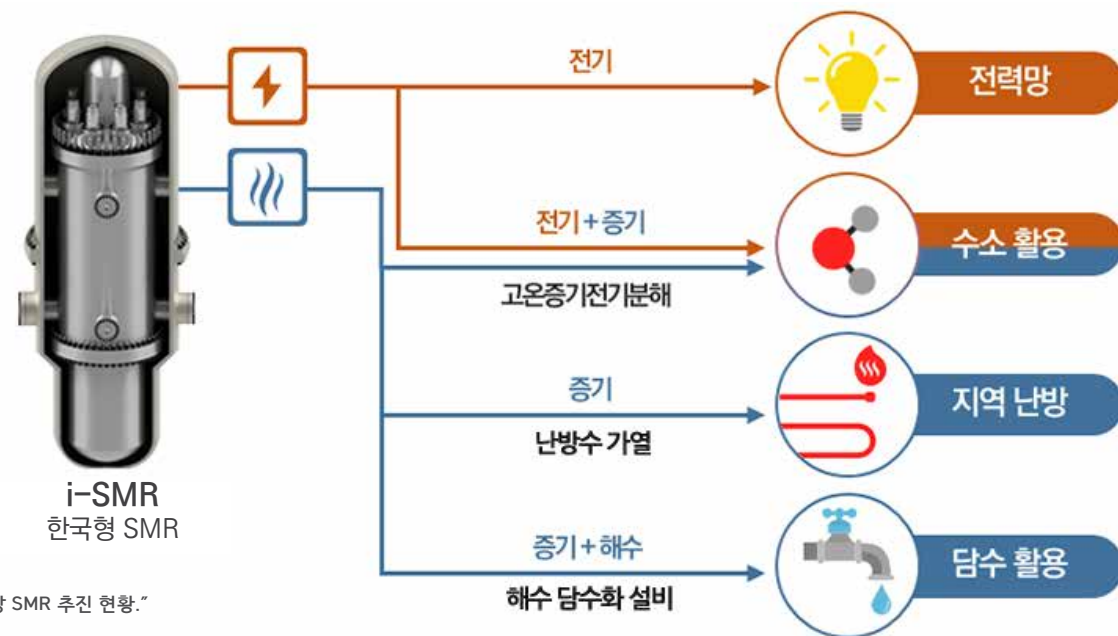 전기
전력망
전기 + 증기
수소 활용
고온증기전기분해
증기
지역 난방
난방수 가열
i-SMR
한국형 SMR
증기 + 해수
담수 활용
해수 담수화 설비
SMR 추진 현황.”